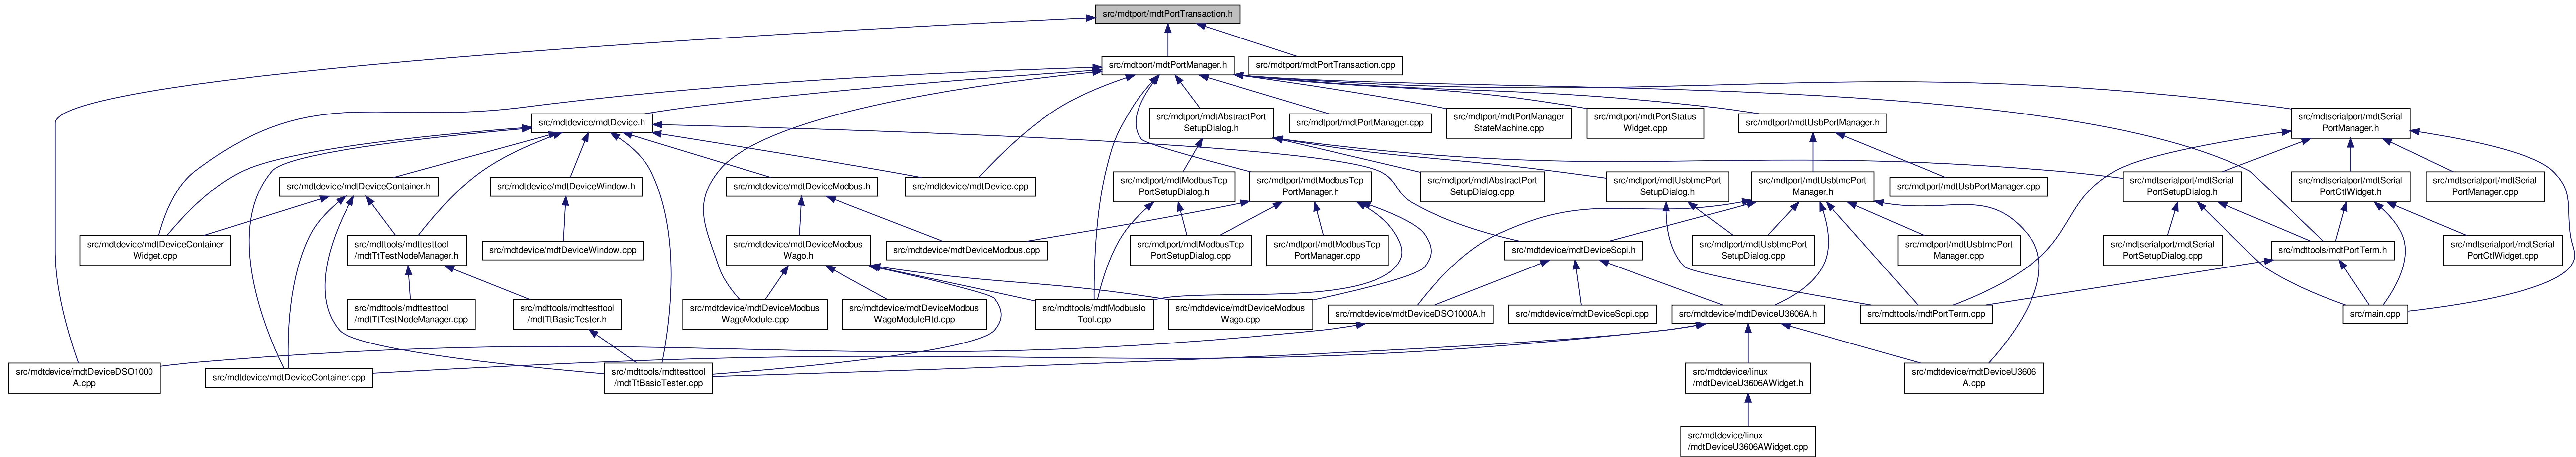 src/mdtport/mdtPortTransaction.h
src/mdtport/mdtPortManager.h
src/mdtport/mdtPortTransaction.cpp
src/mdtdevice/mdtDevice.h
src/mdtport/mdtAbstractPort
SetupDialog.h
src/mdtport/mdtPortManager.cpp
src/mdtport/mdtPortManager
StateMachine.cpp
src/mdtport/mdtPortStatus
Widget.cpp
src/mdtport/mdtUsbPortManager.h
src/mdtserialport/mdtSerial
PortManager.h
src/mdtdevice/mdtDeviceContainer.h
src/mdtdevice/mdtDeviceWindow.h
src/mdtdevice/mdtDeviceModbus.h
src/mdtdevice/mdtDevice.cpp
src/mdtport/mdtModbusTcp
PortSetupDialog.h
src/mdtport/mdtModbusTcp
PortManager.h
src/mdtport/mdtAbstractPort
SetupDialog.cpp
src/mdtport/mdtUsbtmcPort
SetupDialog.h
src/mdtport/mdtUsbtmcPort
Manager.h
src/mdtport/mdtUsbPortManager.cpp
src/mdtserialport/mdtSerial
PortSetupDialog.h
src/mdtserialport/mdtSerial
PortCtlWidget.h
src/mdtserialport/mdtSerial
PortManager.cpp
src/mdtdevice/mdtDeviceContainer
Widget.cpp
src/mdttools/mdttesttool
/mdtTtTestNodeManager.h
src/mdtdevice/mdtDeviceWindow.cpp
src/mdtdevice/mdtDeviceModbus
Wago.h
src/mdtdevice/mdtDeviceModbus.cpp
src/mdtport/mdtModbusTcp
PortSetupDialog.cpp
src/mdtport/mdtModbusTcp
PortManager.cpp
src/mdtdevice/mdtDeviceScpi.h
src/mdtport/mdtUsbtmcPort
SetupDialog.cpp
src/mdtport/mdtUsbtmcPort
Manager.cpp
src/mdtserialport/mdtSerial
PortSetupDialog.cpp
src/mdttools/mdtPortTerm.h
src/mdtserialport/mdtSerial
PortCtlWidget.cpp
src/mdttools/mdttesttool
/mdtTtTestNodeManager.cpp
src/mdttools/mdttesttool
/mdtTtBasicTester.h
src/mdtdevice/mdtDeviceModbus
WagoModule.cpp
src/mdtdevice/mdtDeviceModbus
WagoModuleRtd.cpp
src/mdttools/mdtModbusIo
Tool.cpp
src/mdtdevice/mdtDeviceModbus
Wago.cpp
src/mdtdevice/mdtDeviceDSO1000A.h
src/mdtdevice/mdtDeviceScpi.cpp
src/mdtdevice/mdtDeviceU3606A.h
src/mdttools/mdtPortTerm.cpp
src/main.cpp
src/mdtdevice/mdtDeviceDSO1000
A.cpp
src/mdtdevice/mdtDeviceContainer.cpp
src/mdttools/mdttesttool
/mdtTtBasicTester.cpp
src/mdtdevice/linux
/mdtDeviceU3606AWidget.h
src/mdtdevice/mdtDeviceU3606
A.cpp
src/mdtdevice/linux
/mdtDeviceU3606AWidget.cpp